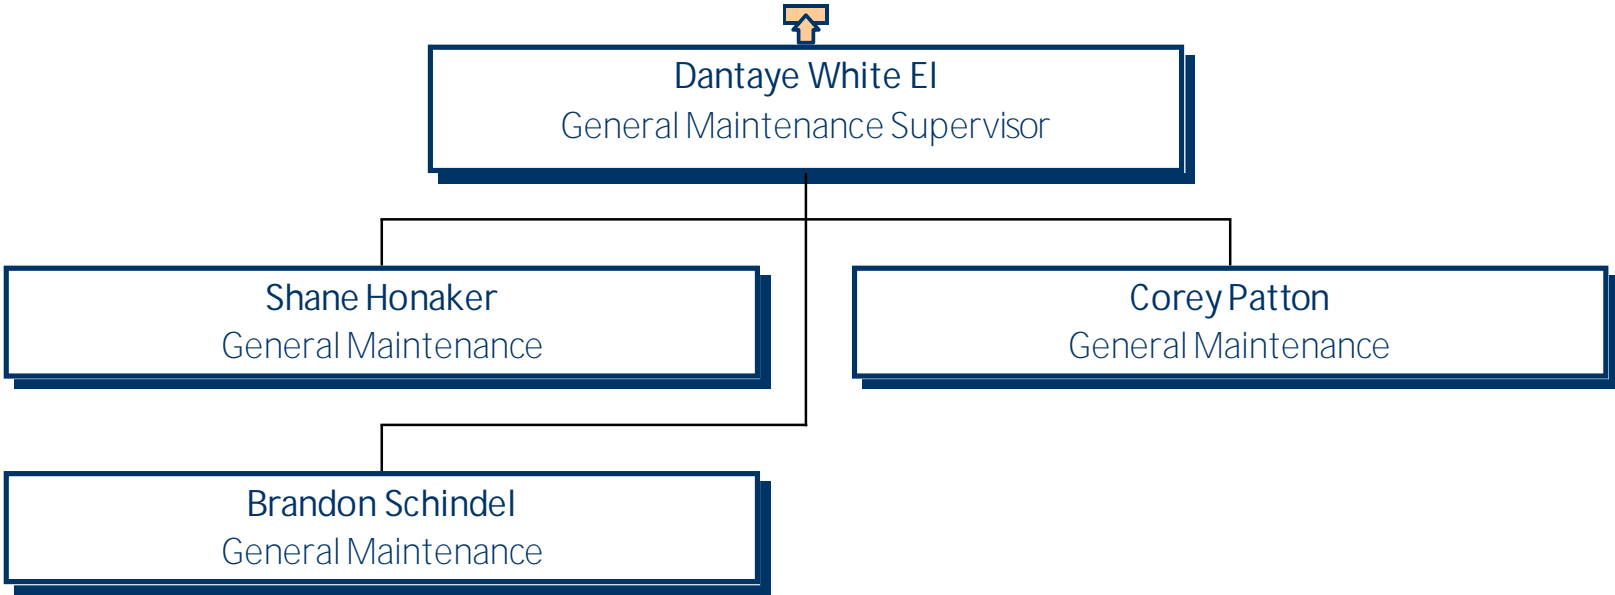 Dantaye White El
General Maintenance Supervisor
Shane Honaker
General Maintenance
Corey Patton
General Maintenance
Brandon Schindel
General Maintenance